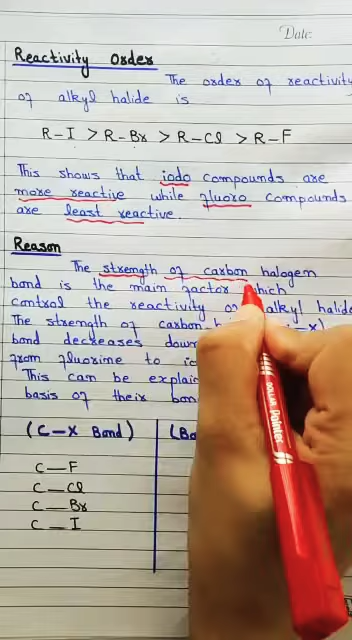 Date:
Reactivity Order
The order of reactivity
of alkyl halide is
R-I > R-Br > R-Cl > R-F
This shows that iodo compounds are
more reactive while fluoro compounds
are least reactive.
Reason
The strength of carbon halogen
bond is the main factor which
control the reactivity of alkyl halide
The strength of carbon-
bond decreases down
from fluorine to
This can be
basis of their
(C-X Bond)
C-F
C-Cl
C-Br
C-I
DOLLAR Pointer